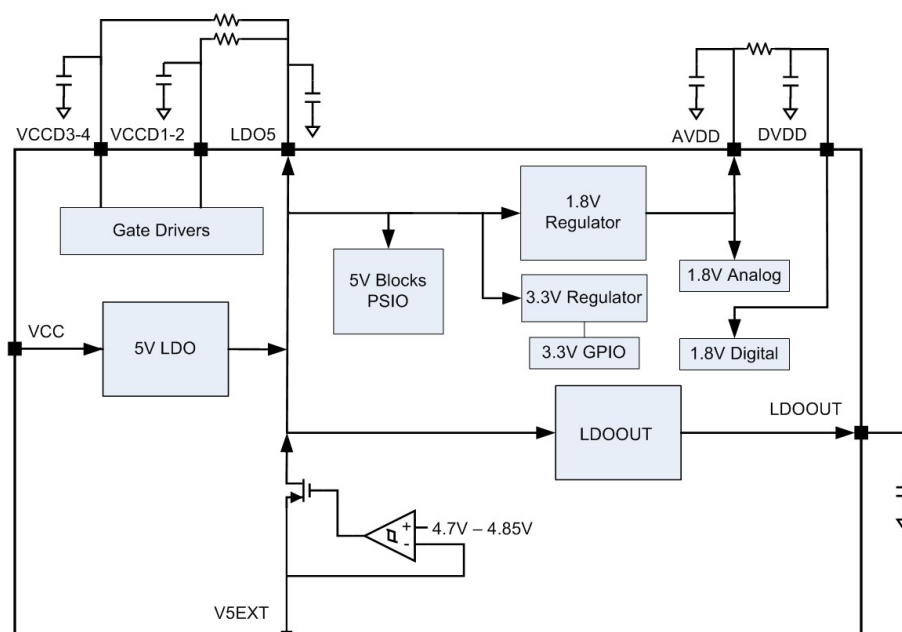 VCCD3-4
VCCD1-2
LDO5
AVDD
DVDD
Gate Drivers
1.8V
Regulator
5V Blocks
PSIO
3.3V Regulator
1.8V Analog
VCC
5V LDO
3.3V GPIO
1.8V Digital
LDOOUT
LDOOUT
+
-
4.7V – 4.85V
V5EXT